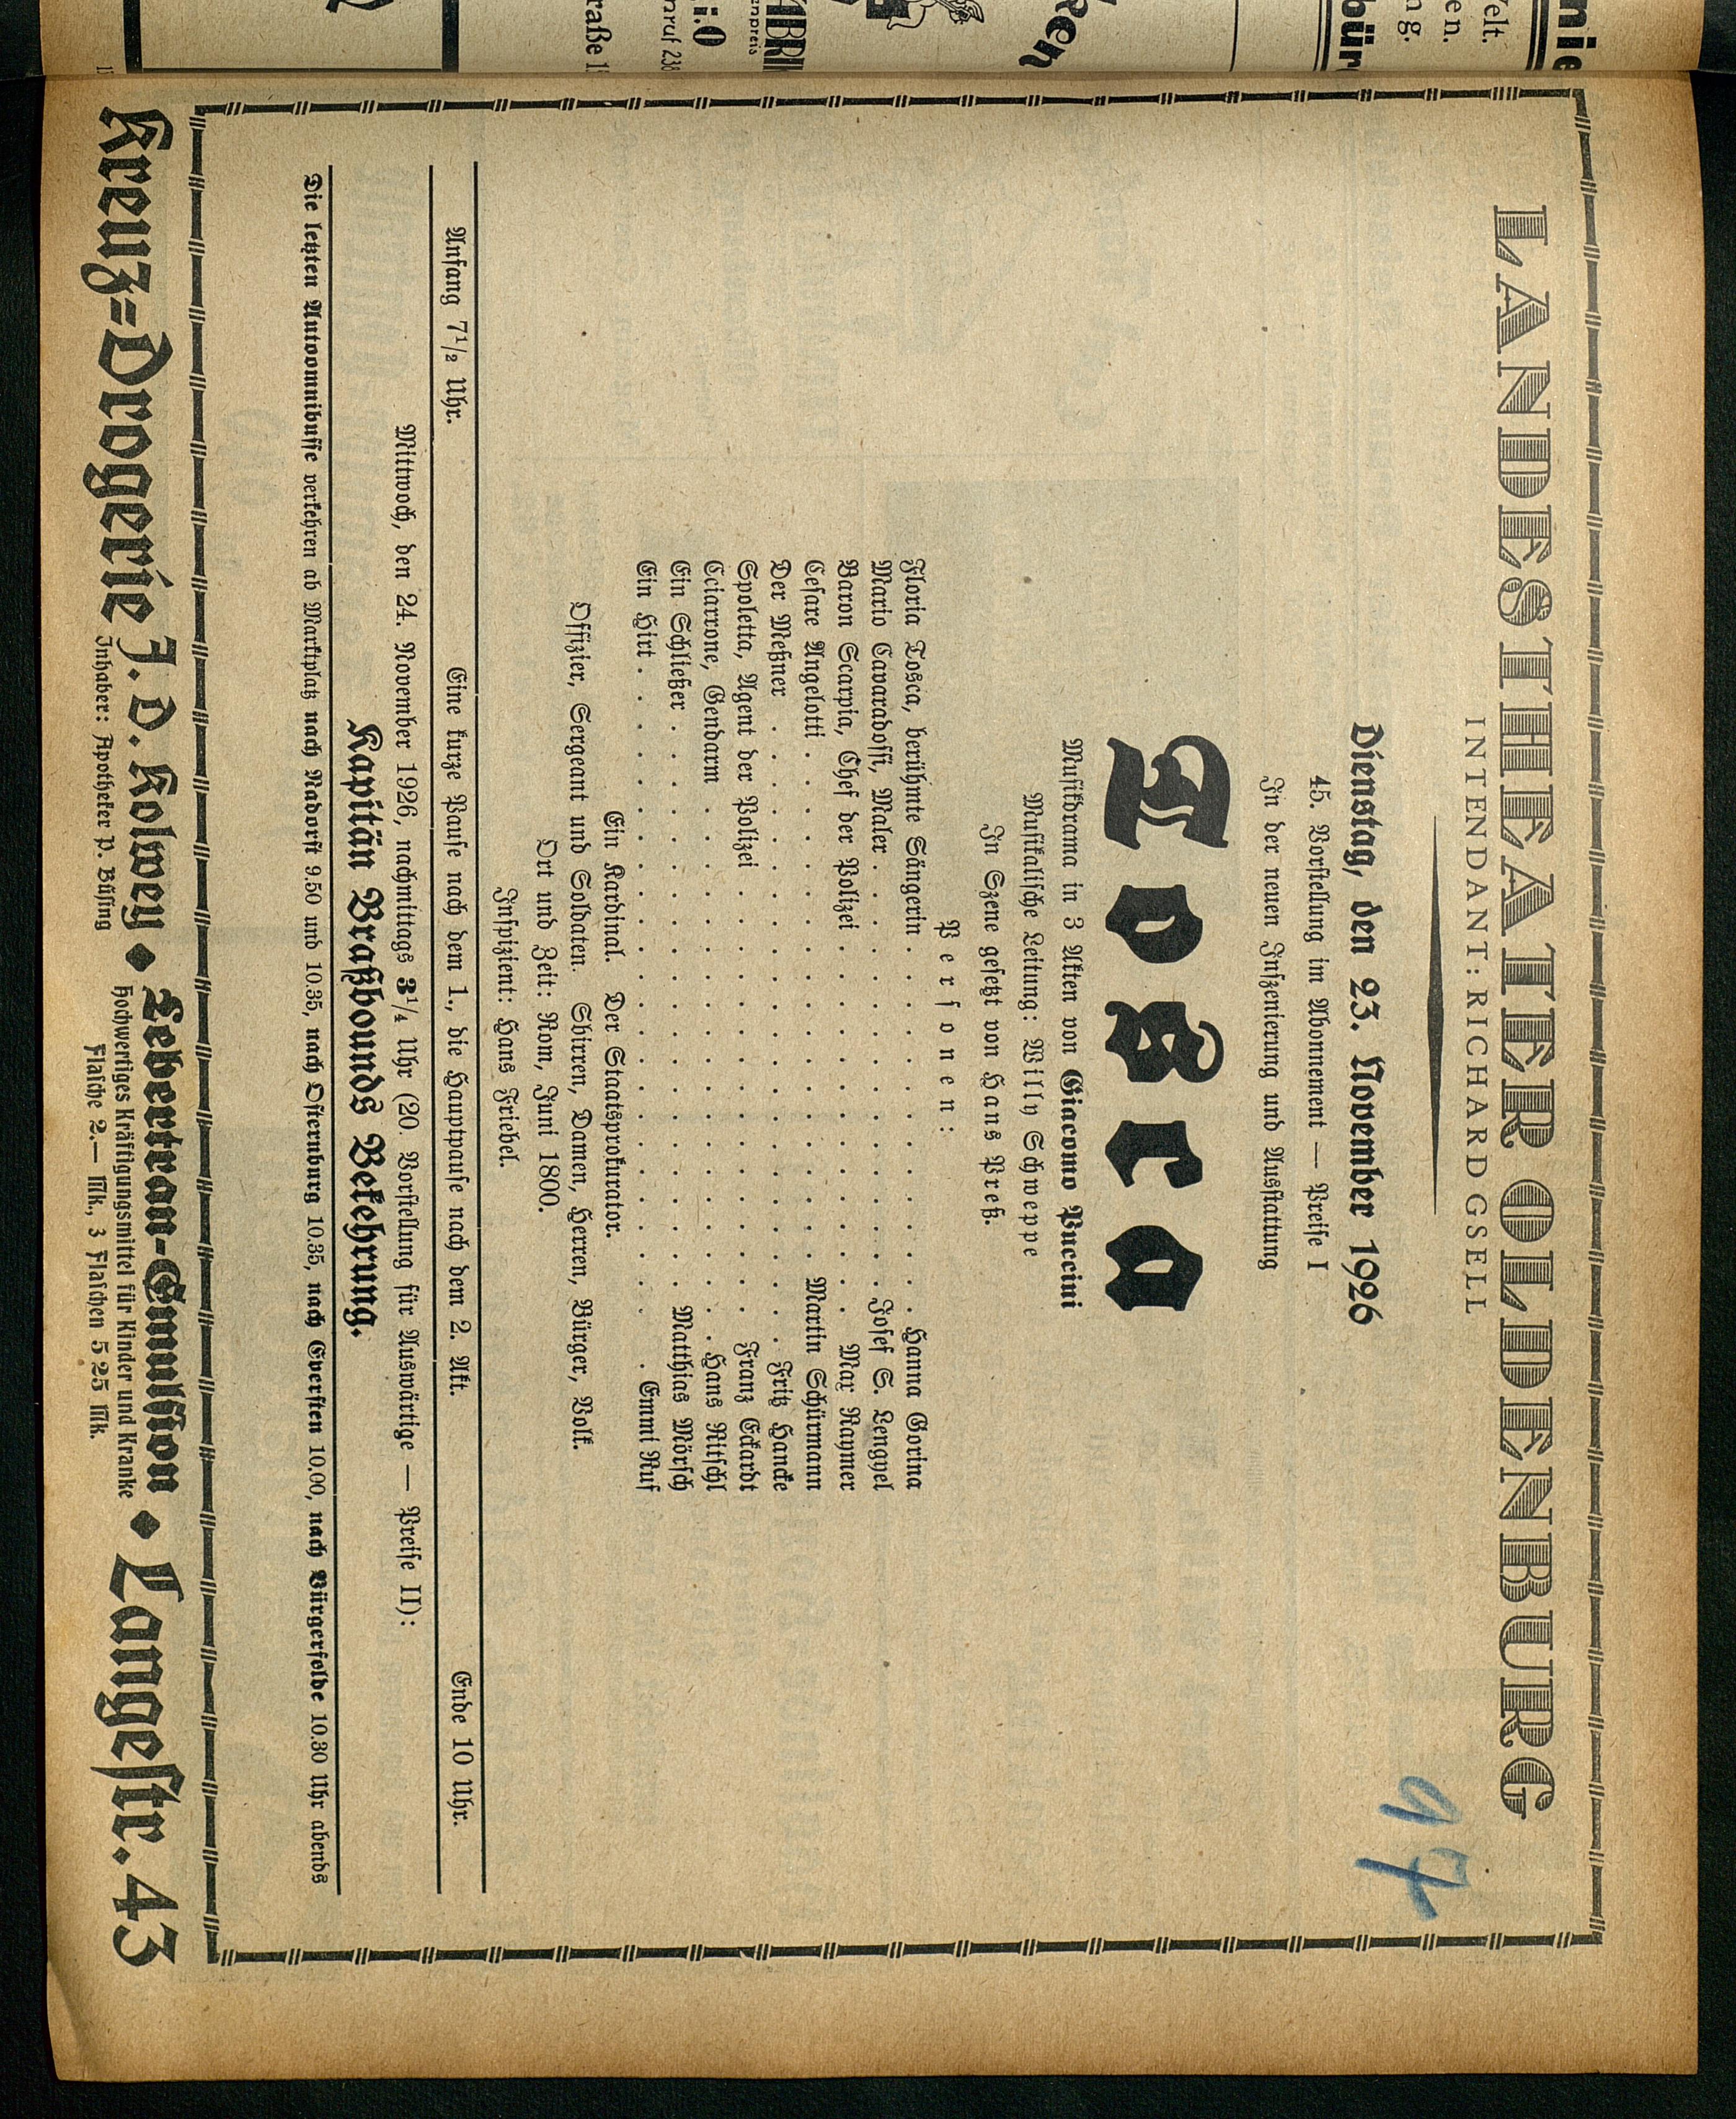 LANDESTHEATER OLDENBURG
INTENDANT: RICHARD GSELL
97
Dienstag, den 23. November 1926
45. Vorstellung im Abonnement — Preise I
In der neuen Inszenierung und Ausstattung
Tosca
Musikdrama in 3 Akten von Giacomo Puccini
Musikalische Leitung: Willy Schweppe
In Szene gesetzt von Hans Preß.
Personen:
Floria Tosca, berühmte Sängerin . . . . . . . . . . . . Hanna Gorina
Mario Cavaradossi, Maler . . . . . . . . . . . . . . Josef S. Lengyel
Baron Scarpia, Chef der Polizei . . . . . . . . . . . . . Max Raymer
Cesare Angelotti . . . . . . . . . . . . . . . . . Martin Schürmann
Der Meßner . . . . . . . . . . . . . . . . . . . . Fritz Hancke
Spoletta, Agent der Polizei . . . . . . . . . . . . . . . Franz Eckardt
Cciarrone, Gendarm . . . . . . . . . . . . . . . . . Hans Ritschl
Ein Schließer . . . . . . . . . . . . . . . . . . Matthias Mörsch
Ein Hirt . . . . . . . . . . . . . . . . . . . . . . Emmi Ruf
Ein Kardinal. Der Staatsprokurator.
Offizier, Sergeant und Soldaten. Sbirren, Damen, Herren, Bürger, Volk.
Ort und Zeit: Rom, Juni 1800.
Inspizient: Hans Friebel.
Anfang 7 1/2 Uhr. Eine kurze Pause nach dem 1., die Hauptpause nach dem 2. Akt. Ende 10 Uhr.
Mittwoch, den 24. November 1926, nachmittags 3 1/4 Uhr (20. Vorstellung für Auswärtige — Preise II):
Kapitän Braßbounds Bekehrung.
Die letzten Autoomnibusse verkehren ab Marktplatz nach Nadorst 9.50 und 10.35, nach Osternburg 10.35, nach Eversten 10.00, nach Bürgerfelde 10.30 Uhr abends
Kreuz=Drogerie J. D. Kolwey ◆ Lebertran-Emulsion ◆ Langestr. 43
Inhaber: Apotheker P. Büsing
Hochwertiges Kräftigungsmittel für Kinder und Kranke
Flasche 2.— Mk., 3 Flaschen 5 25 Mk.